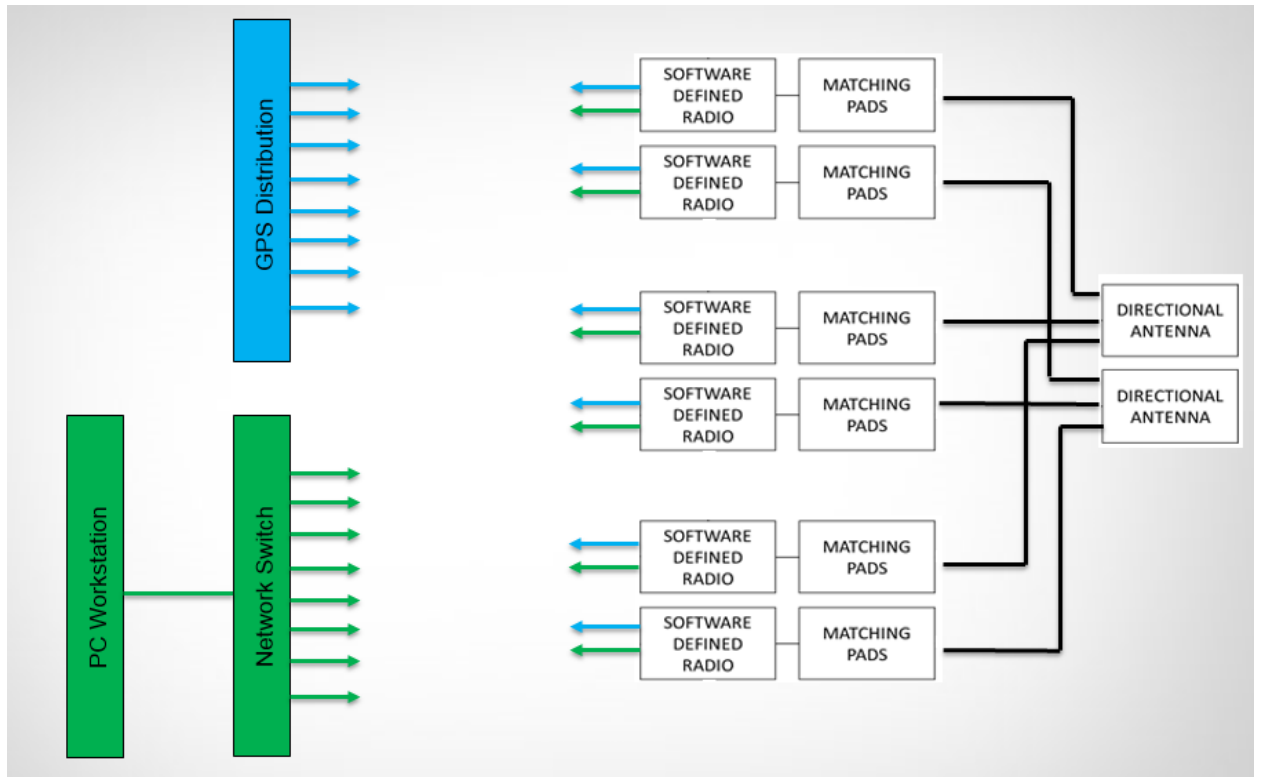 GPS Distribution
PC Workstation
Network Switch
SOFTWARE
DEFINED
RADIO
MATCHING
PADS
SOFTWARE
DEFINED
RADIO
MATCHING
PADS
SOFTWARE
DEFINED
RADIO
MATCHING
PADS
SOFTWARE
DEFINED
RADIO
MATCHING
PADS
SOFTWARE
DEFINED
RADIO
MATCHING
PADS
SOFTWARE
DEFINED
RADIO
MATCHING
PADS
DIRECTIONAL
ANTENNA
DIRECTIONAL
ANTENNA